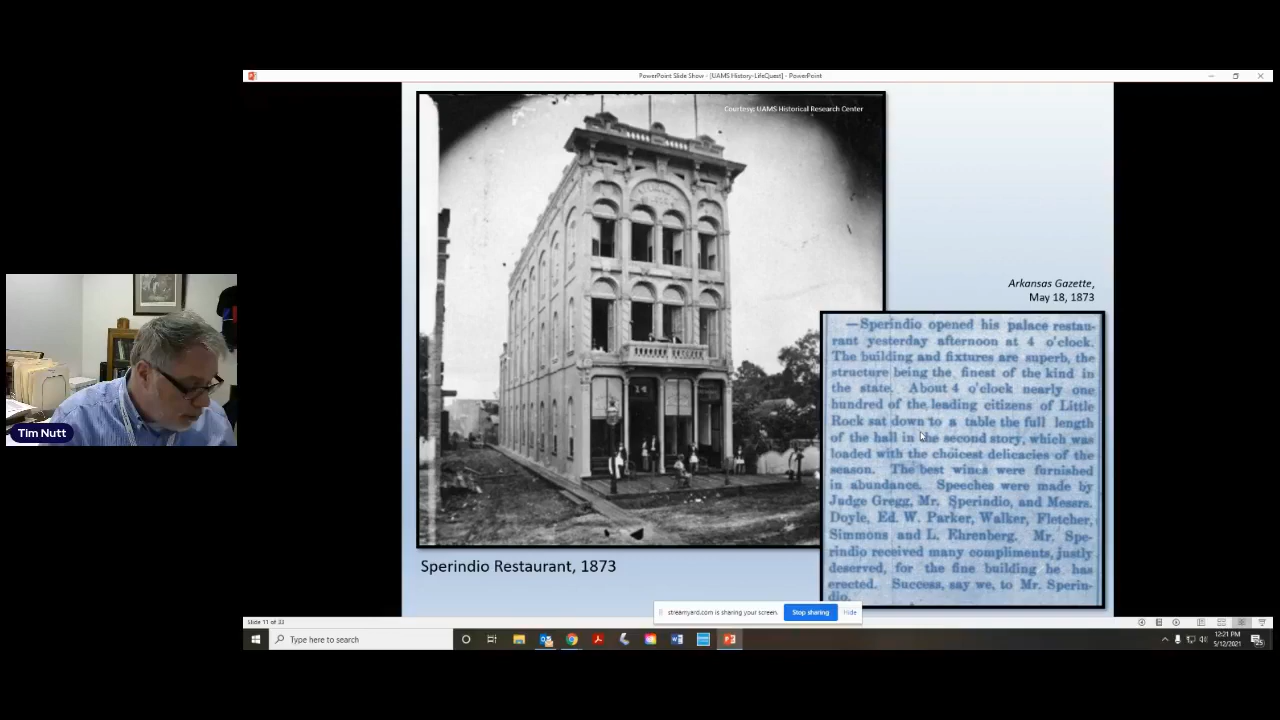 PowerPoint Slide Show - [UAMS History-LifeQuest] - PowerPoint
Courtesy: UAMS Historical Research Center
14
Arkansas Gazette,
May 18, 1873
—Sperindio opened his palace restau-
rant yesterday afternoon at 4 o'clock.
The building and fixtures are superb, the
structure being the finest of the kind in
the state. About 4 o'clock nearly one
hundred of the leading citizens of Little
Rock sat down to a table the full length
of the hall in the second story, which was
loaded with the choicest delicacies of the
season. The best wines were furnished
in abundance. Speeches were made by
Judge Gregg, Mr. Sperindio, and Messrs.
Doyle, Ed. W. Parker, Walker, Fletcher,
Simmons and L. Ehrenberg. Mr. Spe-
rindio received many compliments, justly
deserved, for the fine building he has
erected. Success, say we, to Mr. Sperin-
dio.
Sperindio Restaurant, 1873
Tim Nutt
streamyard.com is sharing your screen.
Stop sharing
Hide
Slide 11 of 33
Type here to search
12:21 PM
5/12/2021